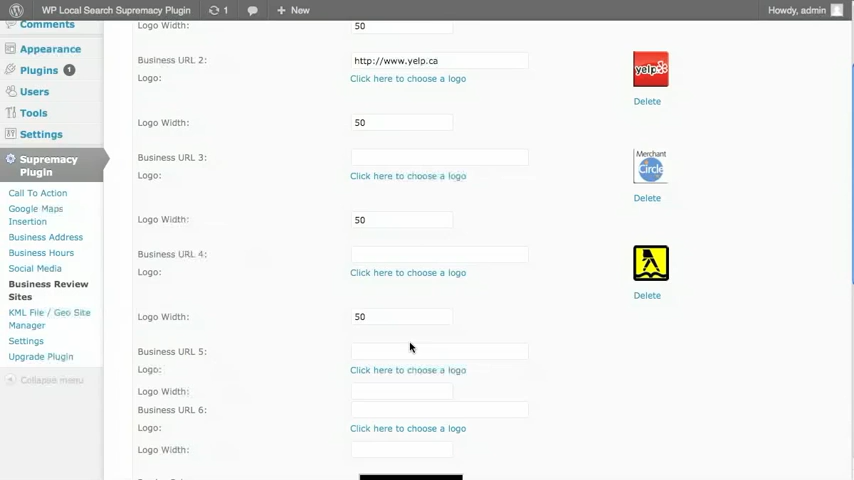 WP Local Search Supremacy Plugin
1
+ New
Howdy, admin
Comments
Appearance
Plugins 1
Users
Tools
Settings
Supremacy
Plugin
Call To Action
Google Maps
Insertion
Business Address
Business Hours
Social Media
Business Review
Sites
KML File / Geo Site
Manager
Settings
Upgrade Plugin
Collapse menu
Logo Width:
50
Business URL 2:
http://www.yelp.ca
Logo:
Click here to choose a logo
yelp
Delete
Logo Width:
50
Business URL 3:
Logo:
Click here to choose a logo
Merchant
Circle
Delete
Logo Width:
50
Business URL 4:
Logo:
Click here to choose a logo
Delete
Logo Width:
50
Business URL 5:
Logo:
Click here to choose a logo
Logo Width:
Business URL 6:
Logo:
Click here to choose a logo
Logo Width: